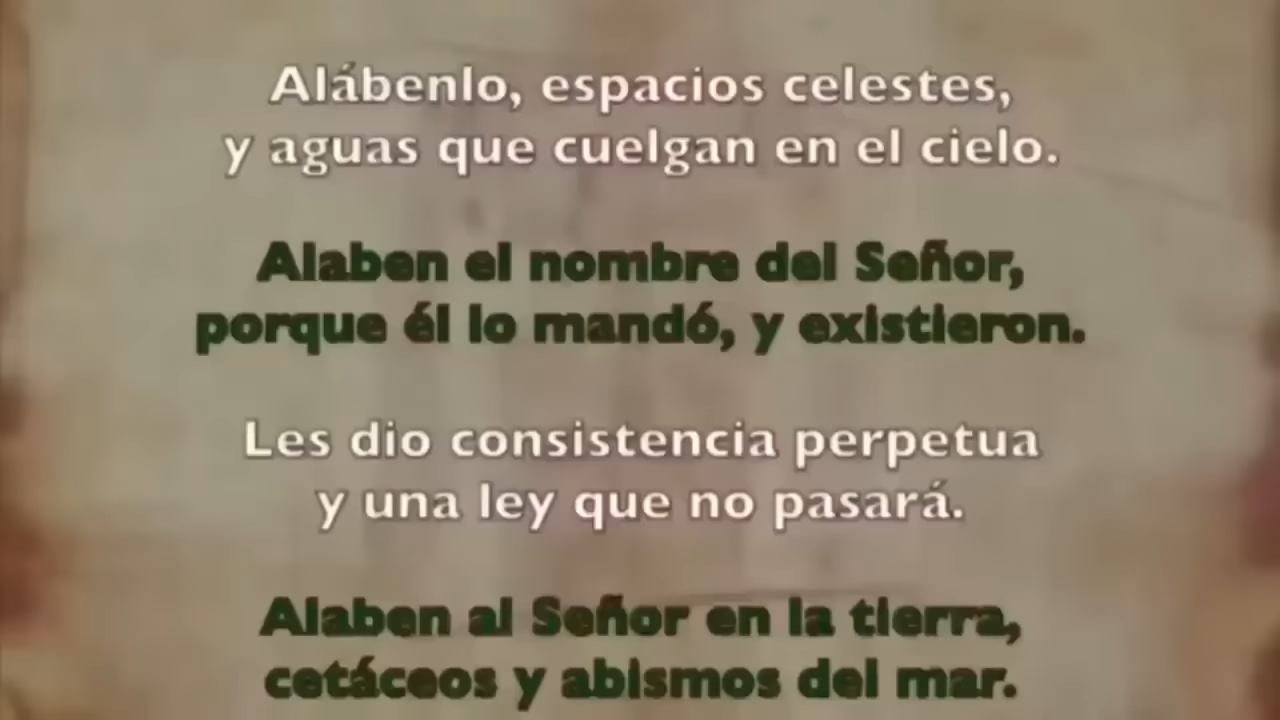 Alábenlo, espacios celestes,
y aguas que cuelgan en el cielo.
Alaben el nombre del Señor,
porque él lo mandó, y existieron.
Les dio consistencia perpetua
y una ley que no pasará.
Alaben al Señor en la tierra,
cetáceos y abismos del mar.